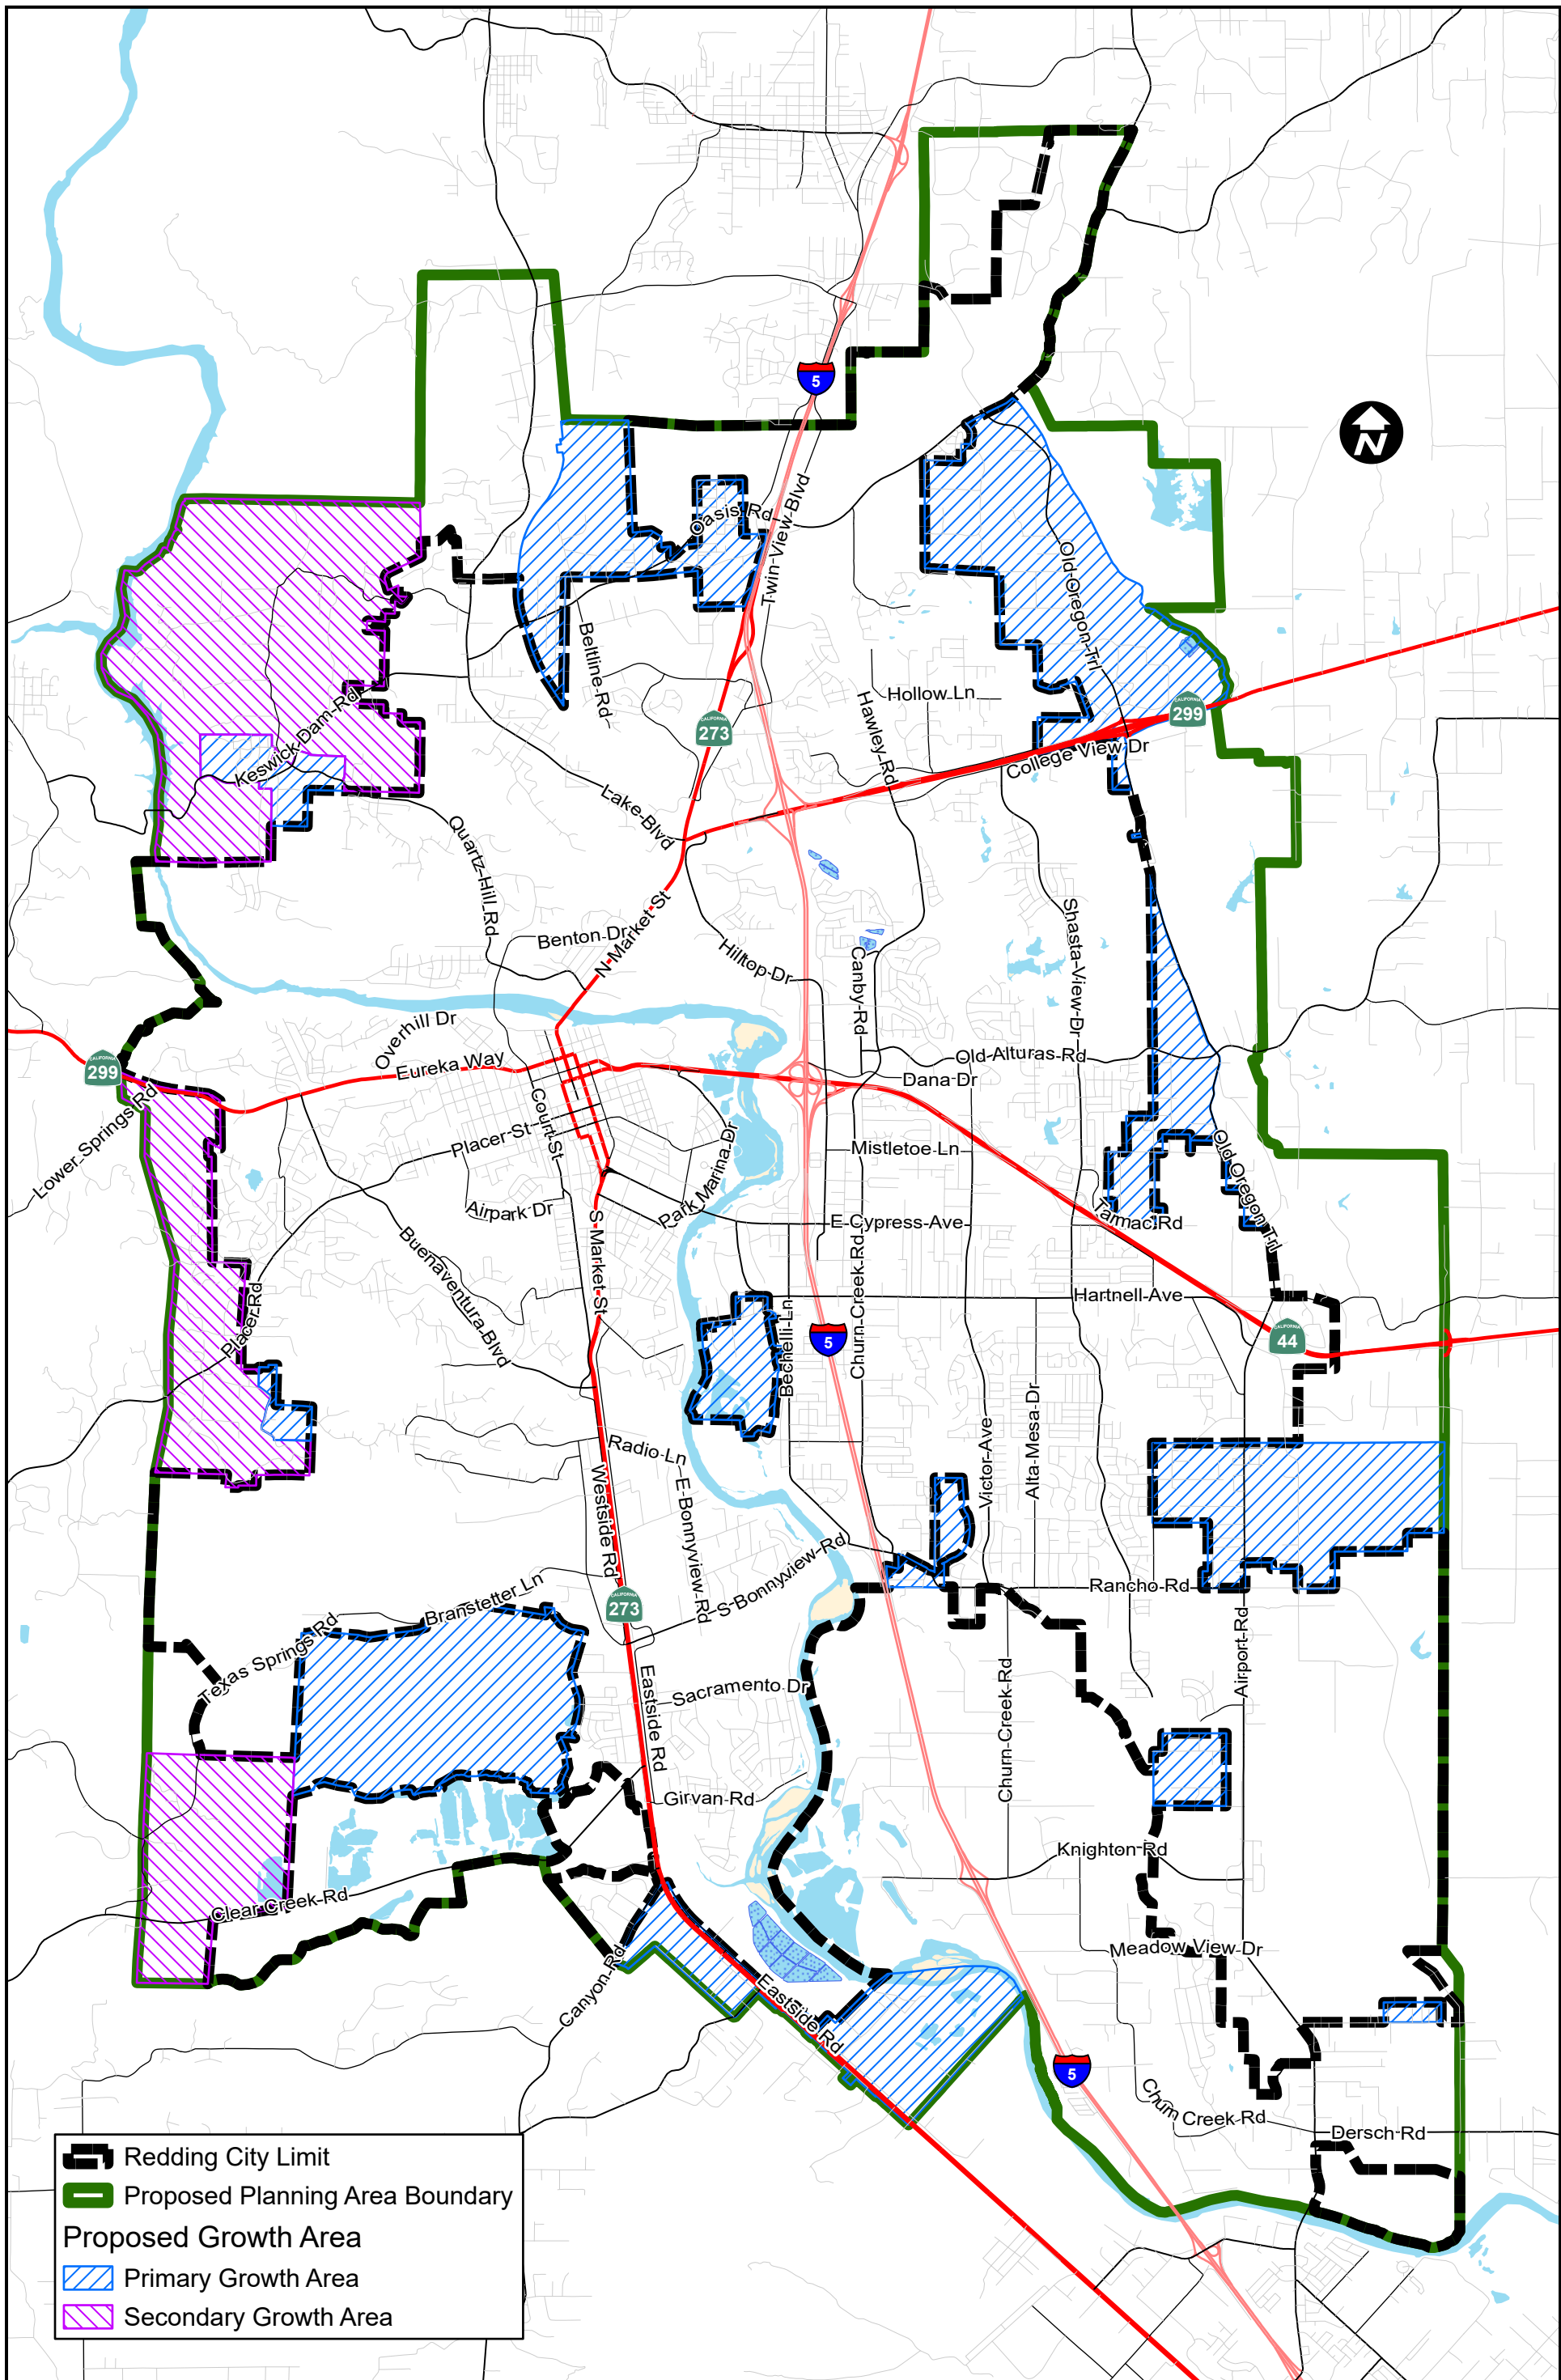 5
Oasis Rd
Twin View Blvd
Old Oregon Trl
Beltline Rd
Hollow Ln
Hawley Rd
CALIFORNIA
273
CALIFORNIA
299
Keswick Dam Rd
College View Dr
Lake Blvd
Quartz Hill Rd
N Market St
Benton Dr
Hilltop Dr
Canby Rd
Shasta View Dr
Overhill Dr
CALIFORNIA
299
Eureka Way
Old Alturas Rd
Dana Dr
Lower Springs Rd
Court St
Placer St
Mistletoe Ln
Park Marina Dr
Old Oregon Trl
Airpark Dr
E Cypress Ave
Tarmac Rd
S Market St
Buenaventura Blvd
Placer Rd
Hartnell Ave
Bechelli Ln
Churn Creek Rd
5
CALIFORNIA
44
Victor Ave
Alta Mesa Dr
Radio Ln
Westside Rd
E Bonnyview Rd
S Bonnyview Rd
Rancho Rd
Branstetter Ln
CALIFORNIA
273
Texas Springs Rd
Airport Rd
Eastside Rd
Sacramento Dr
Churn Creek Rd
Girvan Rd
Knighton Rd
Clear Creek Rd
Meadow View Dr
Canyon Rd
Eastside Rd
5
Churn Creek Rd
Dersch Rd
N
Redding City Limit
Proposed Planning Area Boundary
Proposed Growth Area
Primary Growth Area
Secondary Growth Area